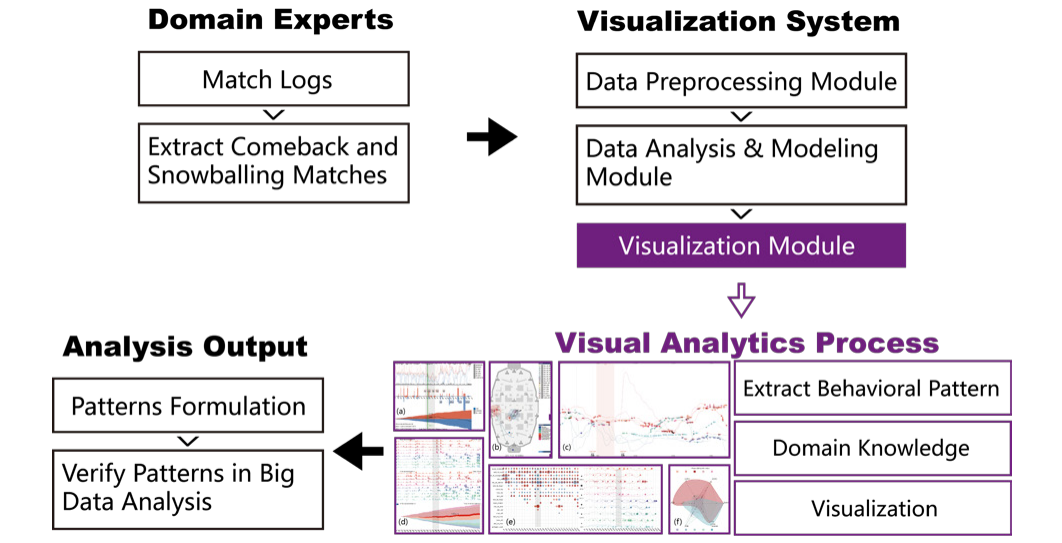 Domain Experts
Match Logs
Extract Comeback and
Snowballing Matches
Visualization System
Data Preprocessing Module
Data Analysis & Modeling
Module
Visualization Module
Visual Analytics Process
(a)
(b)
(c)
(d)
(e)
(f)
Extract Behavioral Pattern
Domain Knowledge
Visualization
Analysis Output
Patterns Formulation
Verify Patterns in Big
Data Analysis